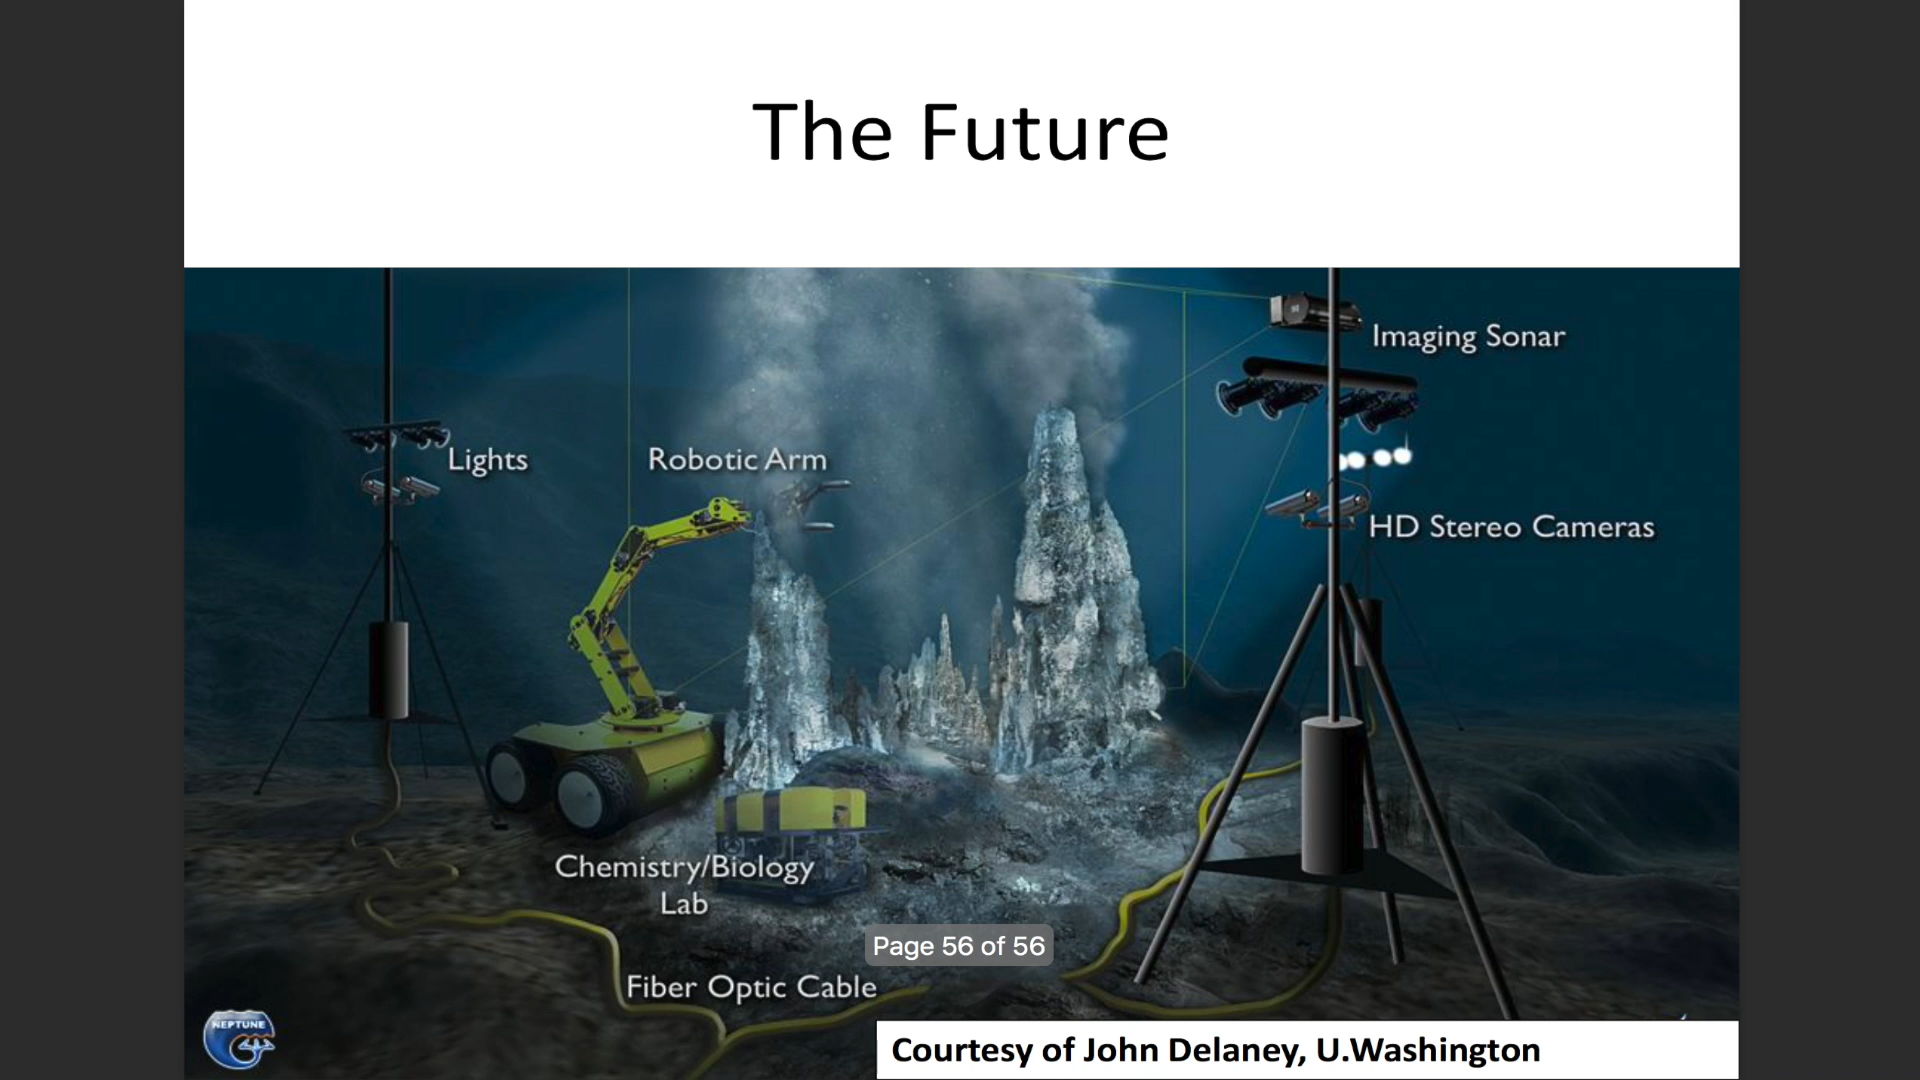 The Future
Imaging Sonar
Lights
Robotic Arm
HD Stereo Cameras
Chemistry/Biology
Lab
Page 56 of 56
Fiber Optic Cable
NEPTUNE
Courtesy of John Delaney, U.Washington